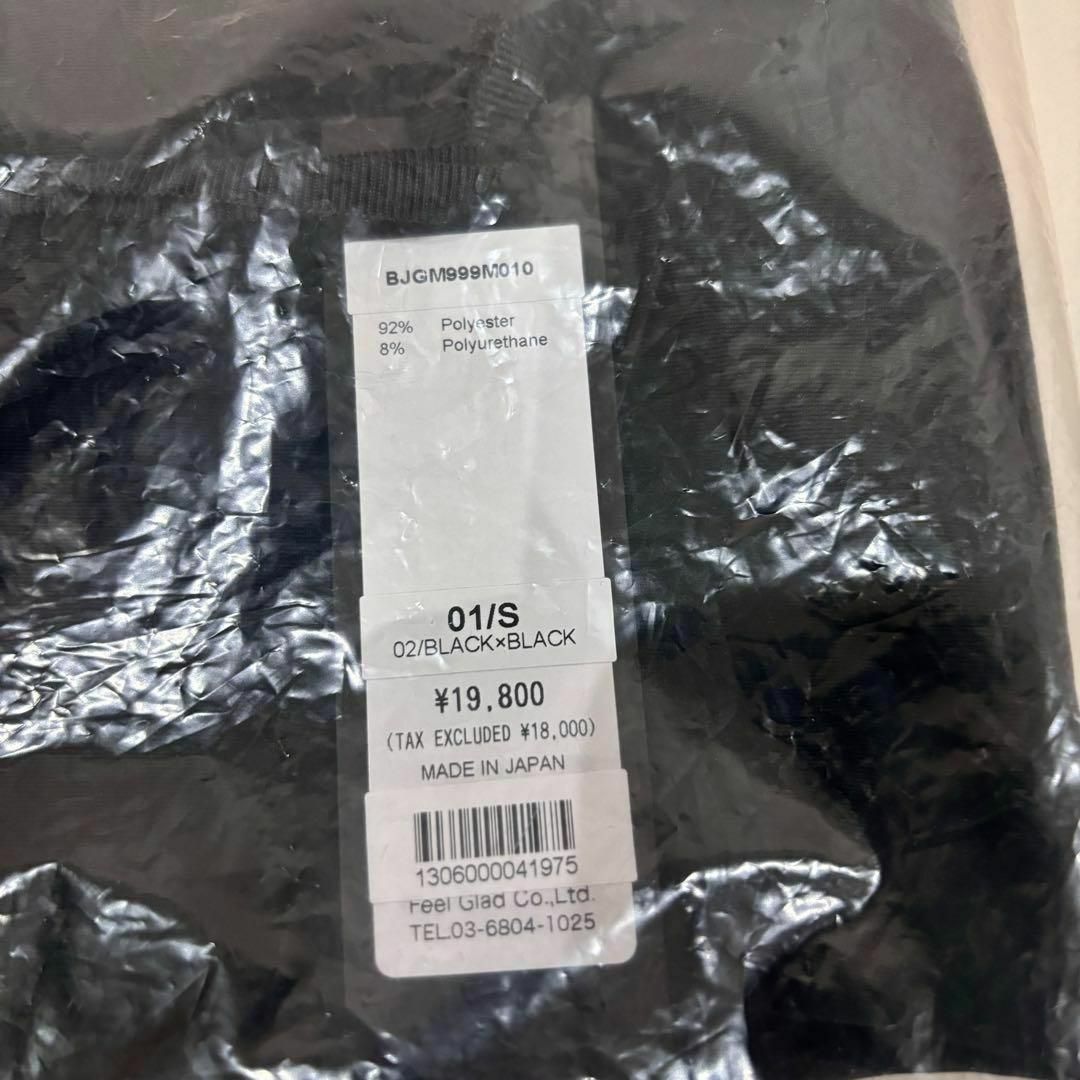 BJGM999M010
92% Polyester
8% Polyurethane
01/S
02/BLACK×BLACK
¥19,800
(TAX EXCLUDED ¥18,000)
MADE IN JAPAN
1306000041975
Feel Glad Co.,Ltd.
TEL.03-6804-1025